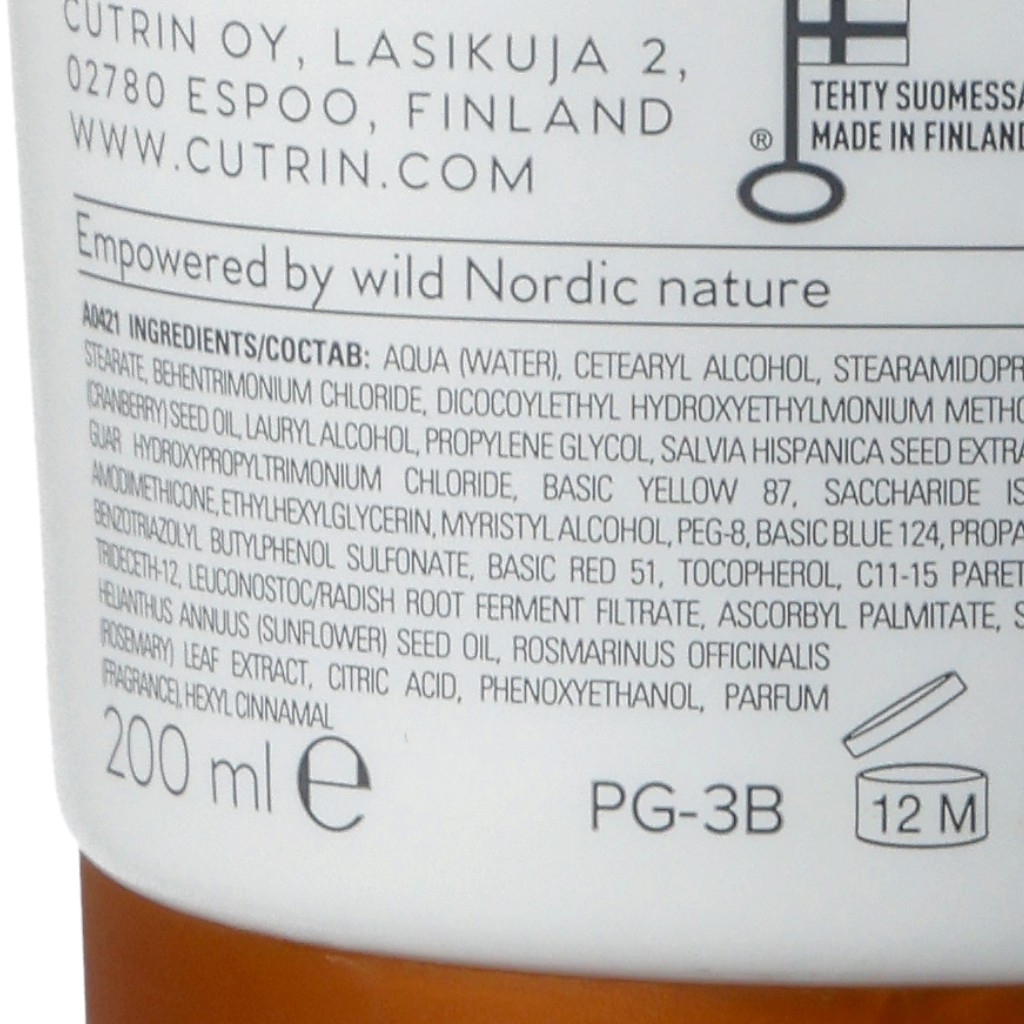 CUTRIN OY, LASIKUJA 2,
02780 ESPOO, FINLAND
WWW.CUTRIN.COM
TEHTY SUOMESSA
MADE IN FINLAND
®
Empowered by wild Nordic nature
A0421 INGREDIENTS/СОСТАВ: AQUA (WATER), CETEARYL ALCOHOL, STEARAMIDOPR
STEARATE, BEHENTRIMONIUM CHLORIDE, DICOCOYLETHYL HYDROXYETHYLMONIUM METHO
(CRANBERRY) SEED OIL, LAURYL ALCOHOL, PROPYLENE GLYCOL, SALVIA HISPANICA SEED EXTRA
GUAR HYDROXYPROPYLTRIMONIUM CHLORIDE, BASIC YELLOW 87, SACCHARIDE IS
AMODIMETHICONE, ETHYLHEXYLGLYCERIN, MYRISTYL ALCOHOL, PEG-8, BASIC BLUE 124, PROPA
BENZOTRIAZOLYL BUTYLPHENOL SULFONATE, BASIC RED 51, TOCOPHEROL, C11-15 PARET
TRIDECETH-12, LEUCONOSTOC/RADISH ROOT FERMENT FILTRATE, ASCORBYL PALMITATE, S
HELIANTHUS ANNUUS (SUNFLOWER) SEED OIL, ROSMARINUS OFFICINALIS
(ROSEMARY) LEAF EXTRACT, CITRIC ACID, PHENOXYETHANOL, PARFUM
(FRAGRANCE), HEXYL CINNAMAL
200 ml e
PG-3B
12 M